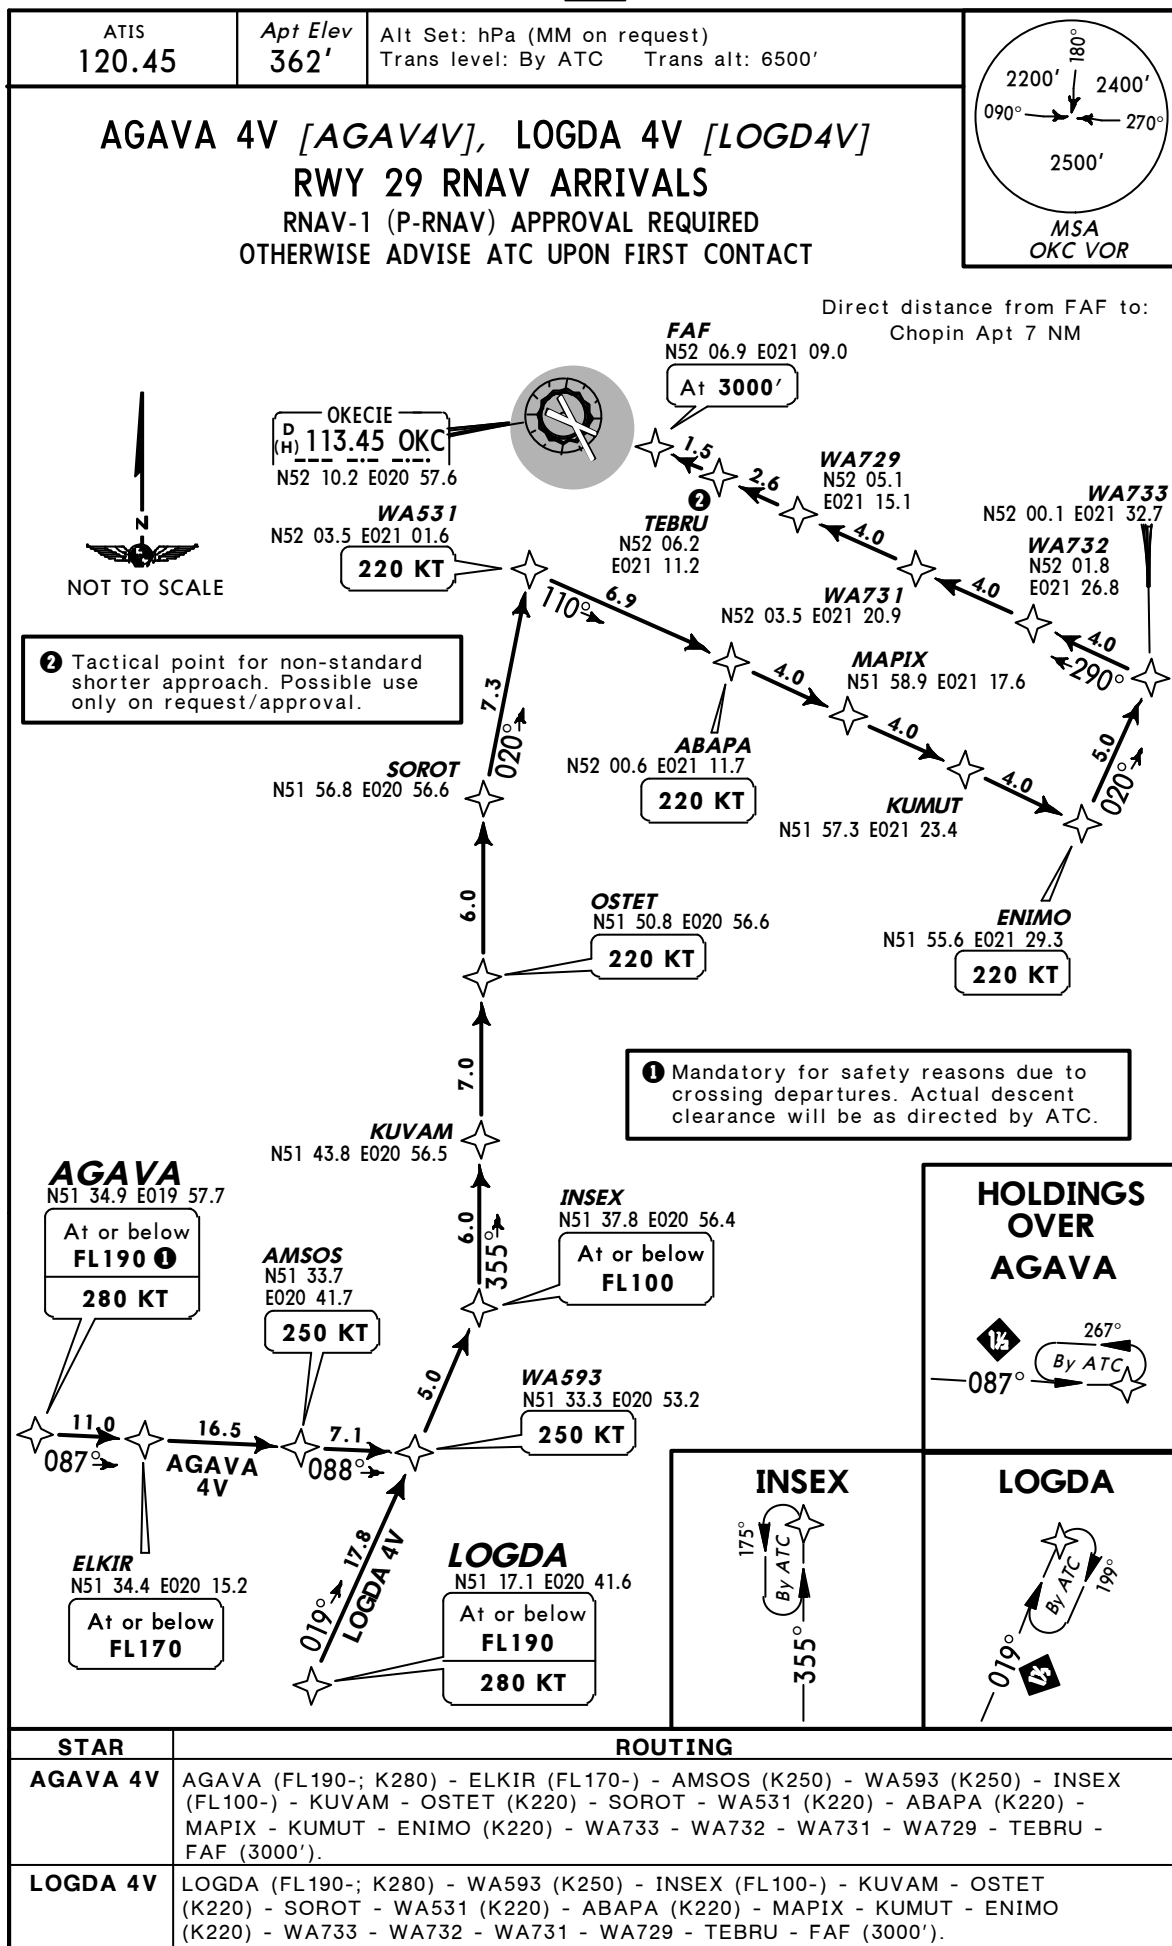 ATIS
120.45
Apt Elev
362'
Alt Set: hPa (MM on request)
Trans level: By ATC Trans alt: 6500'
180°
2200'
2400'
090°
270°
2500'
MSA
OKC VOR
AGAVA 4V [AGAV4V], LOGDA 4V [LOGD4V]
RWY 29 RNAV ARRIVALS
RNAV-1 (P-RNAV) APPROVAL REQUIRED
OTHERWISE ADVISE ATC UPON FIRST CONTACT
Direct distance from FAF to:
Chopin Apt 7 NM
FAF
N52 06.9 E021 09.0
At 3000'
OKECIE
D
(H) 113.45 OKC
N52 10.2 E020 57.6
N
NOT TO SCALE
1.5
2.6
WA729
N52 05.1
E021 15.1
2
TEBRU
N52 06.2
E021 11.2
WA733
N52 00.1 E021 32.7
WA732
N52 01.8
E021 26.8
4.0
4.0
4.0
290°
WA731
N52 03.5 E021 20.9
WA531
N52 03.5 E021 01.6
220 KT
110°
6.9
MAPIX
N51 58.9 E021 17.6
4.0
4.0
4.0
2 Tactical point for non-standard
shorter approach. Possible use
only on request/approval.
7.3
020°
ABAPA
N52 00.6 E021 11.7
220 KT
5.0
020°
SOROT
N51 56.8 E020 56.6
KUMUT
N51 57.3 E021 23.4
6.0
OSTET
N51 50.8 E020 56.6
220 KT
ENIMO
N51 55.6 E021 29.3
220 KT
7.0
1 Mandatory for safety reasons due to
crossing departures. Actual descent
clearance will be as directed by ATC.
KUVAM
N51 43.8 E020 56.5
6.0
355°
AGAVA
N51 34.9 E019 57.7
At or below
FL190 1
280 KT
INSEX
N51 37.8 E020 56.4
At or below
FL100
AMSOS
N51 33.7
E020 41.7
250 KT
5.0
WA593
N51 33.3 E020 53.2
250 KT
11.0
087°
16.5
AGAVA
4V
7.1
088°
ELKIR
N51 34.4 E020 15.2
At or below
FL170
019°
17.8
LOGDA 4V
LOGDA
N51 17.1 E020 41.6
At or below
FL190
280 KT
HOLDINGS
OVER
AGAVA
1½
267°
By ATC
087°
INSEX
175°
By ATC
355°
LOGDA
By ATC
199°
019°
1½
STAR
ROUTING
AGAVA 4V
AGAVA (FL190-; K280) - ELKIR (FL170-) - AMSOS (K250) - WA593 (K250) - INSEX
(FL100-) - KUVAM - OSTET (K220) - SOROT - WA531 (K220) - ABAPA (K220) -
MAPIX - KUMUT - ENIMO (K220) - WA733 - WA732 - WA731 - WA729 - TEBRU -
FAF (3000').
LOGDA 4V
LOGDA (FL190-; K280) - WA593 (K250) - INSEX (FL100-) - KUVAM - OSTET
(K220) - SOROT - WA531 (K220) - ABAPA (K220) - MAPIX - KUMUT - ENIMO
(K220) - WA733 - WA732 - WA731 - WA729 - TEBRU - FAF (3000').